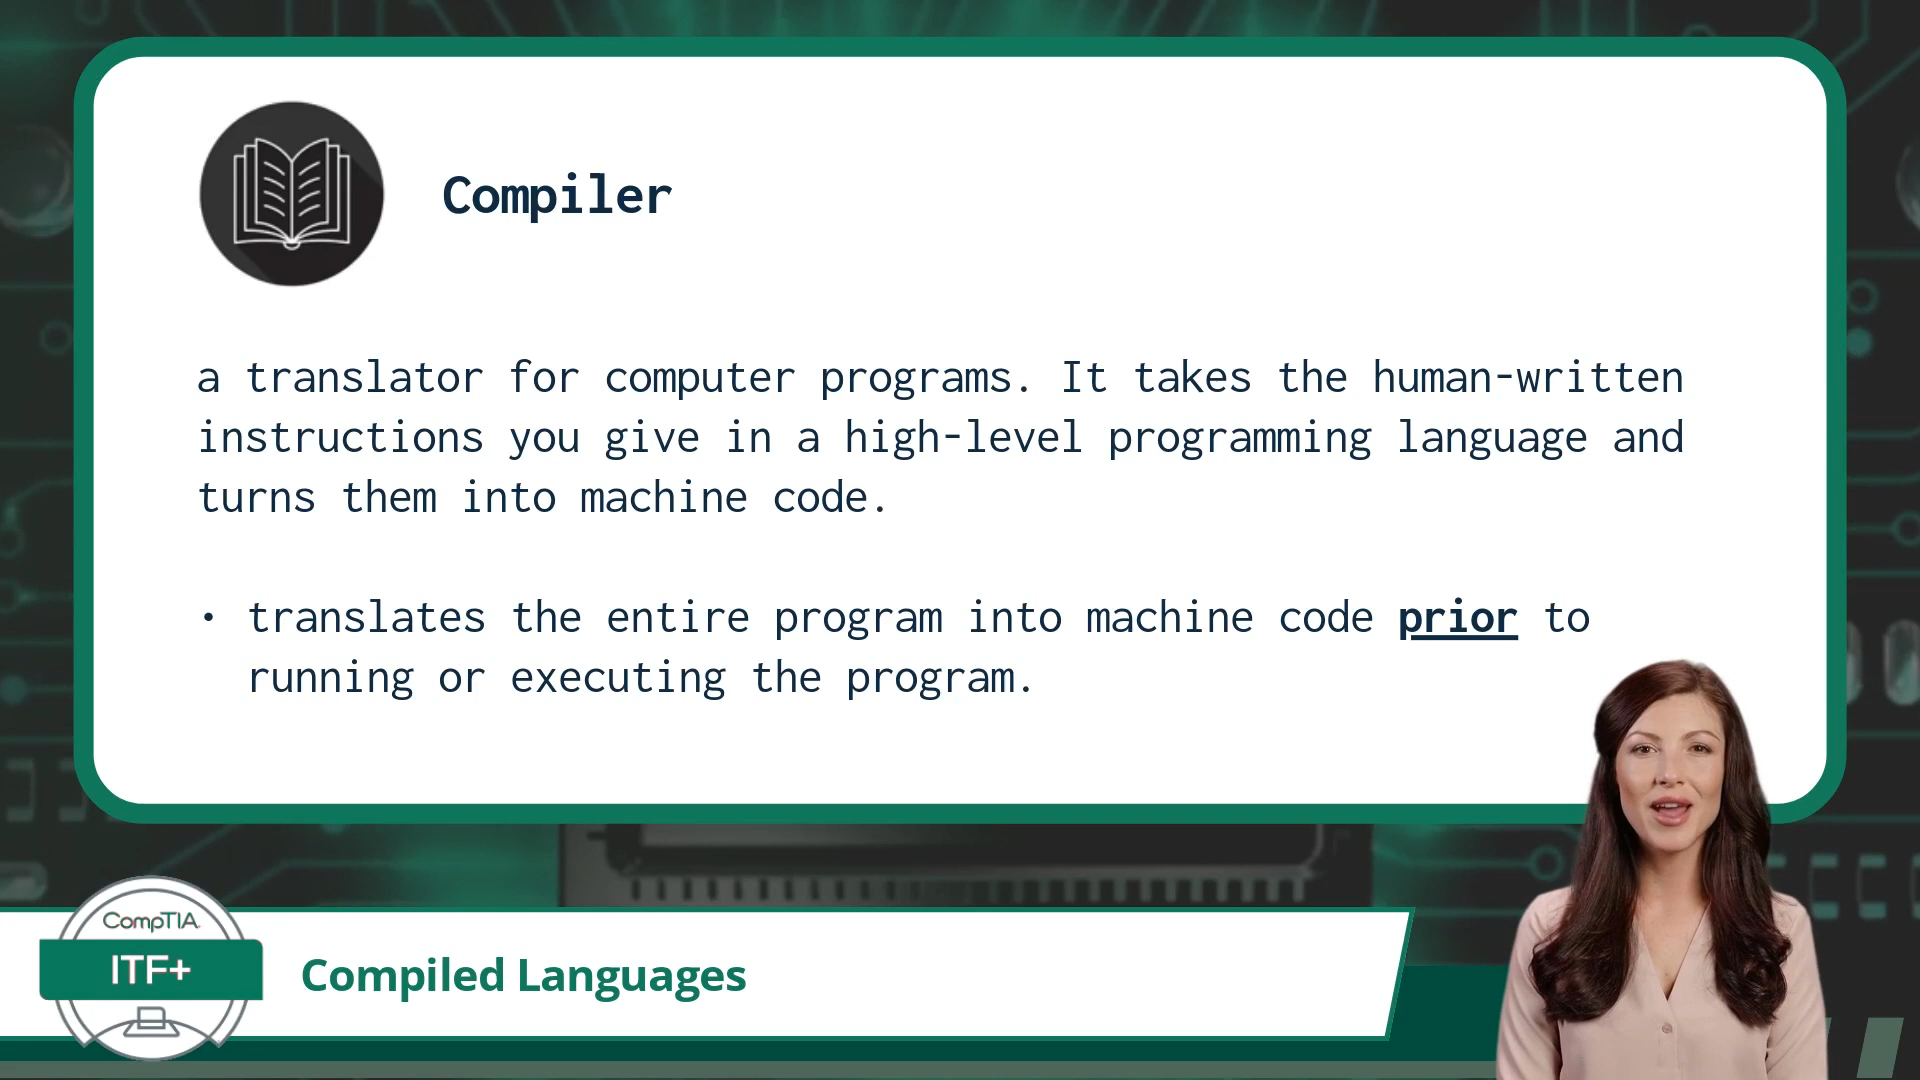 Compiler
a translator for computer programs. It takes the human-written
instructions you give in a high-level programming language and
turns them into machine code.
• translates the entire program into machine code prior to
running or executing the program.
CompTIA
ITF+
Compiled Languages